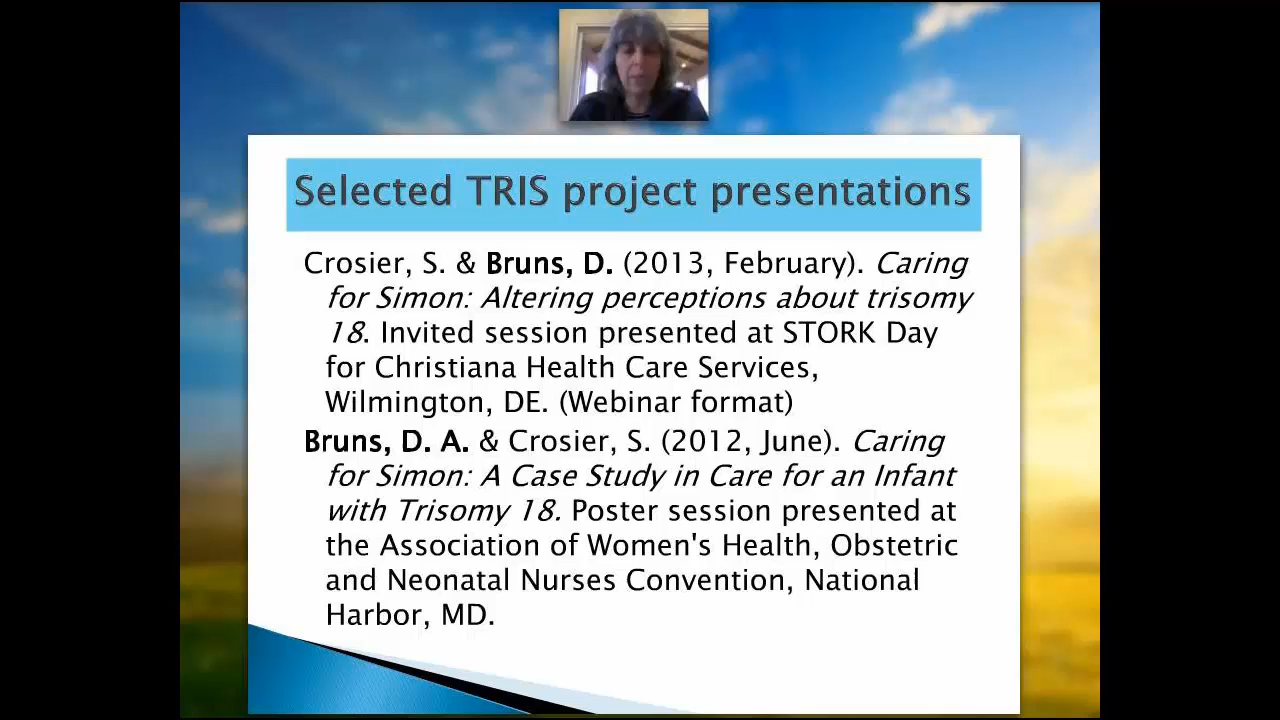 Selected TRIS project presentations
Crosier, S. & Bruns, D. (2013, February). Caring
for Simon: Altering perceptions about trisomy
18. Invited session presented at STORK Day
for Christiana Health Care Services,
Wilmington, DE. (Webinar format)
Bruns, D. A. & Crosier, S. (2012, June). Caring
for Simon: A Case Study in Care for an Infant
with Trisomy 18. Poster session presented at
the Association of Women's Health, Obstetric
and Neonatal Nurses Convention, National
Harbor, MD.